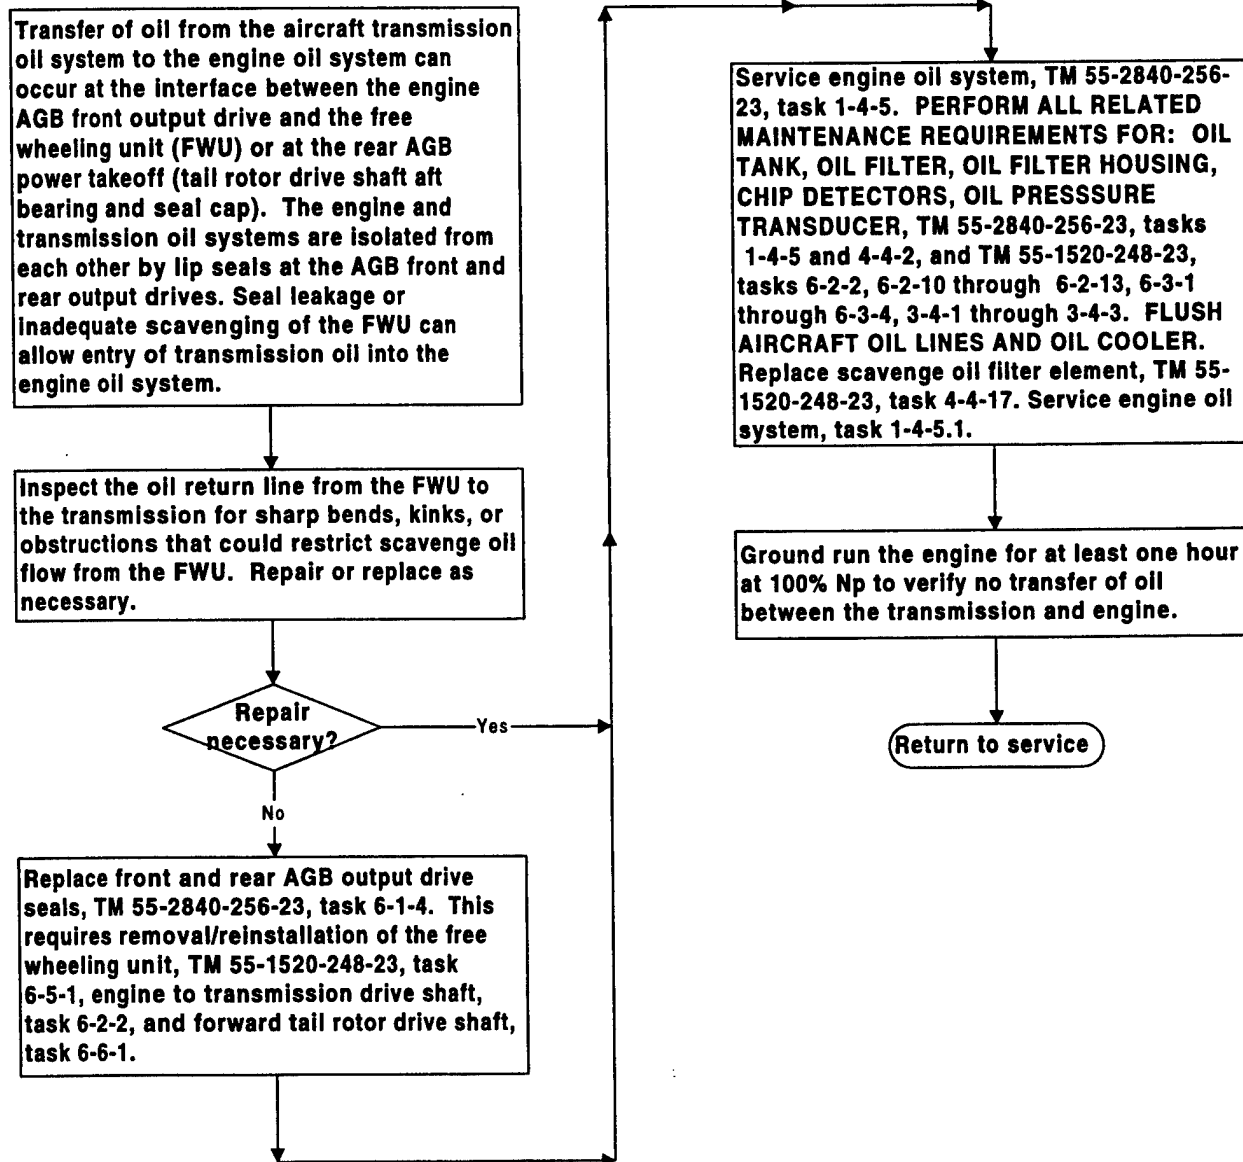 Transfer of oil from the aircraft transmission
oil system to the engine oil system can
occur at the interface between the engine
AGB front output drive and the free
wheeling unit (FWU) or at the rear AGB
power takeoff (tail rotor drive shaft aft
bearing and seal cap). The engine and
transmission oil systems are isolated from
each other by lip seals at the AGB front and
rear output drives. Seal leakage or
inadequate scavenging of the FWU can
allow entry of transmission oil into the
engine oil system.
Inspect the oil return line from the FWU to
the transmission for sharp bends, kinks, or
obstructions that could restrict scavenge oil
flow from the FWU. Repair or replace as
necessary.
Repair
necessary?
Yes
No
Replace front and rear AGB output drive
seals, TM 55-2840-256-23, task 6-1-4. This
requires removal/reinstallation of the free
wheeling unit, TM 55-1520-248-23, task
6-5-1, engine to transmission drive shaft,
task 6-2-2, and forward tail rotor drive shaft,
task 6-6-1.
Service engine oil system, TM 55-2840-256-
23, task 1-4-5. PERFORM ALL RELATED
MAINTENANCE REQUIREMENTS FOR: OIL
TANK, OIL FILTER, OIL FILTER HOUSING,
CHIP DETECTORS, OIL PRESSSURE
TRANSDUCER, TM 55-2840-256-23, tasks
1-4-5 and 4-4-2, and TM 55-1520-248-23,
tasks 6-2-2, 6-2-10 through 6-2-13, 6-3-1
through 6-3-4, 3-4-1 through 3-4-3. FLUSH
AIRCRAFT OIL LINES AND OIL COOLER.
Replace scavenge oil filter element, TM 55-
1520-248-23, task 4-4-17. Service engine oil
system, task 1-4-5.1.
Ground run the engine for at least one hour
at 100% Np to verify no transfer of oil
between the transmission and engine.
Return to service